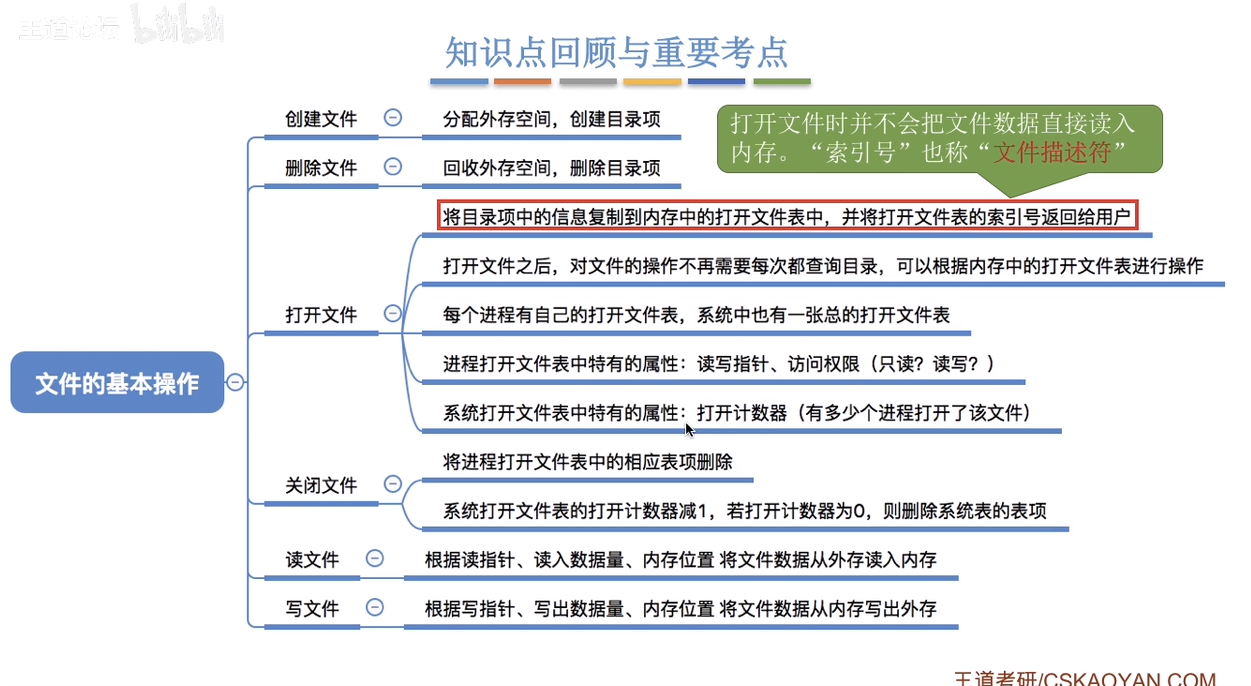 王道论坛 bilibili
知识点回顾与重要考点
创建文件
分配外存空间，创建目录项
打开文件时并不会把文件数据直接读入
内存。“索引号”也称“文件描述符”
删除文件
回收外存空间，删除目录项
打开文件
将目录项中的信息复制到内存中的打开文件表中，并将打开文件表的索引号返回给用户
打开文件之后，对文件的操作不再需要每次都查询目录，可以根据内存中的打开文件表进行操作
每个进程有自己的打开文件表，系统中也有一张总的打开文件表
进程打开文件表中特有的属性：读写指针、访问权限（只读？读写？）
系统打开文件表中特有的属性：打开计数器（有多少个进程打开了该文件）
文件的基本操作
关闭文件
将进程打开文件表中的相应表项删除
系统打开文件表的打开计数器减1，若打开计数器为0，则删除系统表的表项
读文件
根据读指针、读入数据量、内存位置 将文件数据从外存读入内存
写文件
根据写指针、写出数据量、内存位置 将文件数据从内存写出外存
王道考研/CSKAOYAN.COM